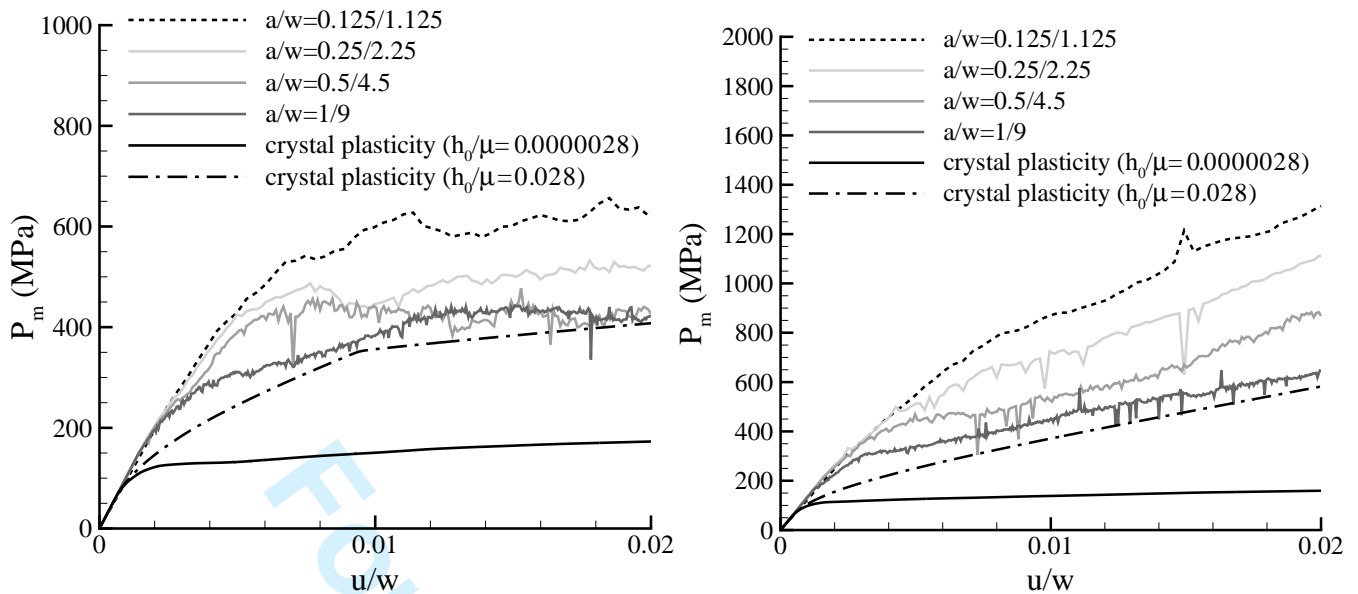 1000
800
600
400
200
0
P_m (MPa)
a/w=0.125/1.125
a/w=0.25/2.25
a/w=0.5/4.5
a/w=1/9
crystal plasticity (h_0/μ=0.0000028)
crystal plasticity (h_0/μ=0.028)
0
0.01
0.02
u/w
Fo
2000
1800
1600
1400
1200
1000
800
600
400
200
0
P_m (MPa)
a/w=0.125/1.125
a/w=0.25/2.25
a/w=0.5/4.5
a/w=1/9
crystal plasticity (h_0/μ=0.0000028)
crystal plasticity (h_0/μ=0.028)
0
0.01
0.02
u/w